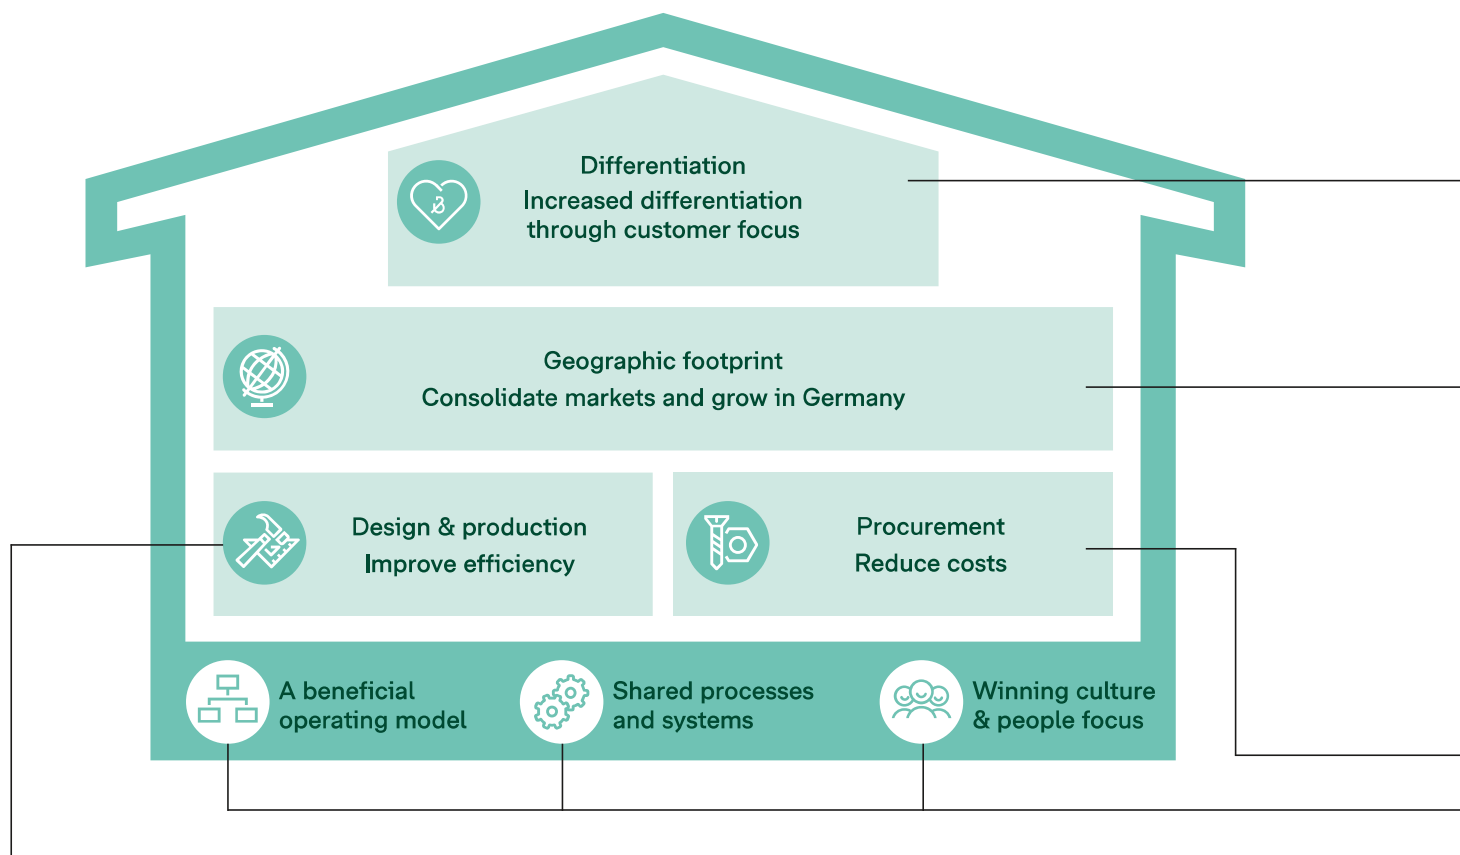 Differentiation
Increased differentiation
through customer focus
Geographic footprint
Consolidate markets and grow in Germany
Design & production
Improve efficiency
Procurement
Reduce costs
A beneficial
operating model
Shared processes
and systems
Winning culture
& people focus